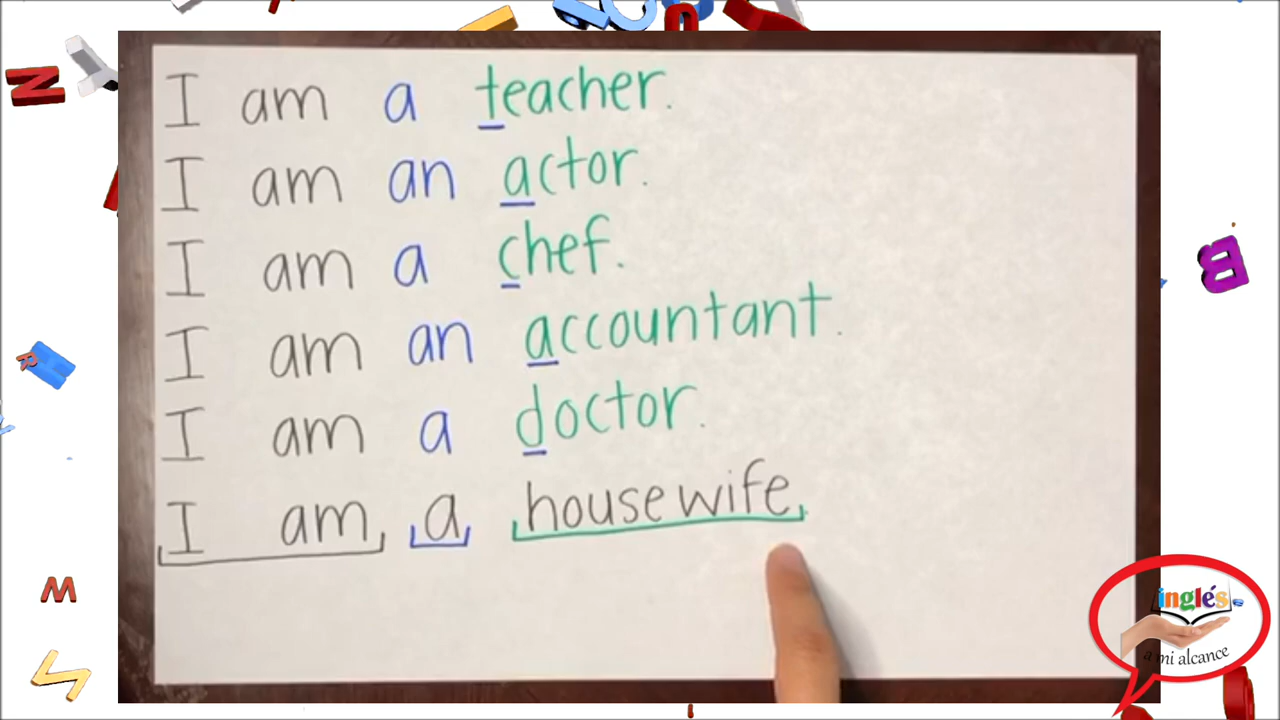 I am a teacher.
I am an actor.
I am a chef.
I am an accountant.
I am a doctor.
I am a housewife.
inglés
a mi alcance